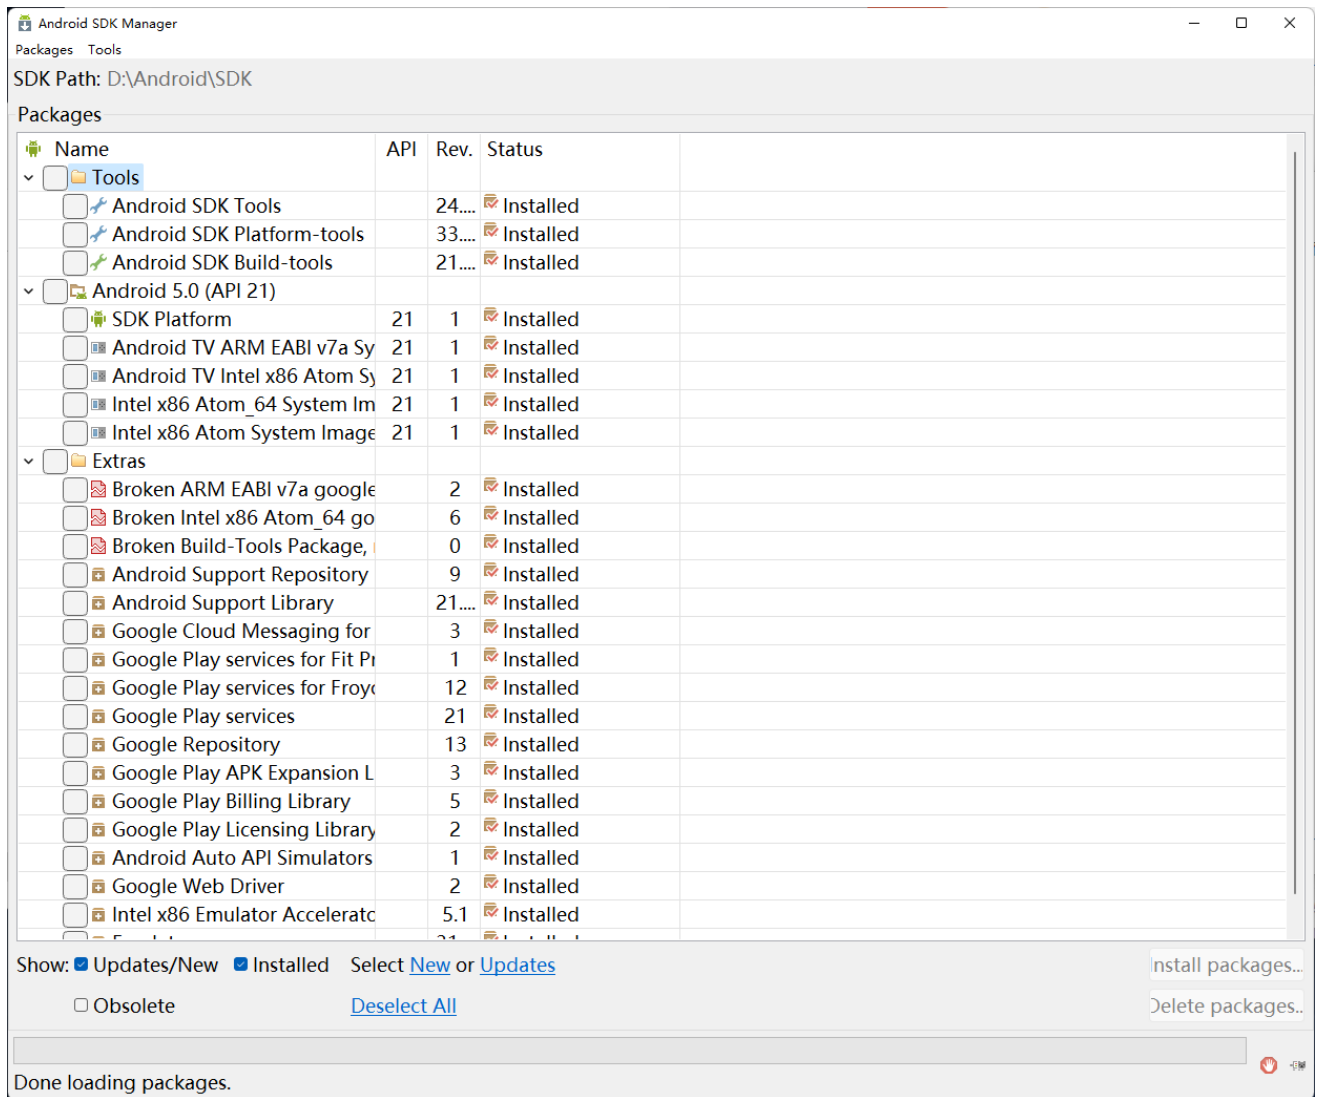 Android SDK Manager
Packages Tools
SDK Path: D:\Android\SDK
Packages
Name API Rev. Status
Tools
Android SDK Tools 24.... Installed
Android SDK Platform-tools 33.... Installed
Android SDK Build-tools 21.... Installed
Android 5.0 (API 21)
SDK Platform 21 1 Installed
Android TV ARM EABI v7a Sy 21 1 Installed
Android TV Intel x86 Atom Sy 21 1 Installed
Intel x86 Atom_64 System Im 21 1 Installed
Intel x86 Atom System Image 21 1 Installed
Extras
Broken ARM EABI v7a google 2 Installed
Broken Intel x86 Atom_64 go 6 Installed
Broken Build-Tools Package, 0 Installed
Android Support Repository 9 Installed
Android Support Library 21.... Installed
Google Cloud Messaging for 3 Installed
Google Play services for Fit Pr 1 Installed
Google Play services for Froyo 12 Installed
Google Play services 21 Installed
Google Repository 13 Installed
Google Play APK Expansion L 3 Installed
Google Play Billing Library 5 Installed
Google Play Licensing Library 2 Installed
Android Auto API Simulators 1 Installed
Google Web Driver 2 Installed
Intel x86 Emulator Accelerato 5.1 Installed
Show: Updates/New Installed Select New or Updates Install packages...
Obsolete Deselect All Delete packages...
Done loading packages.